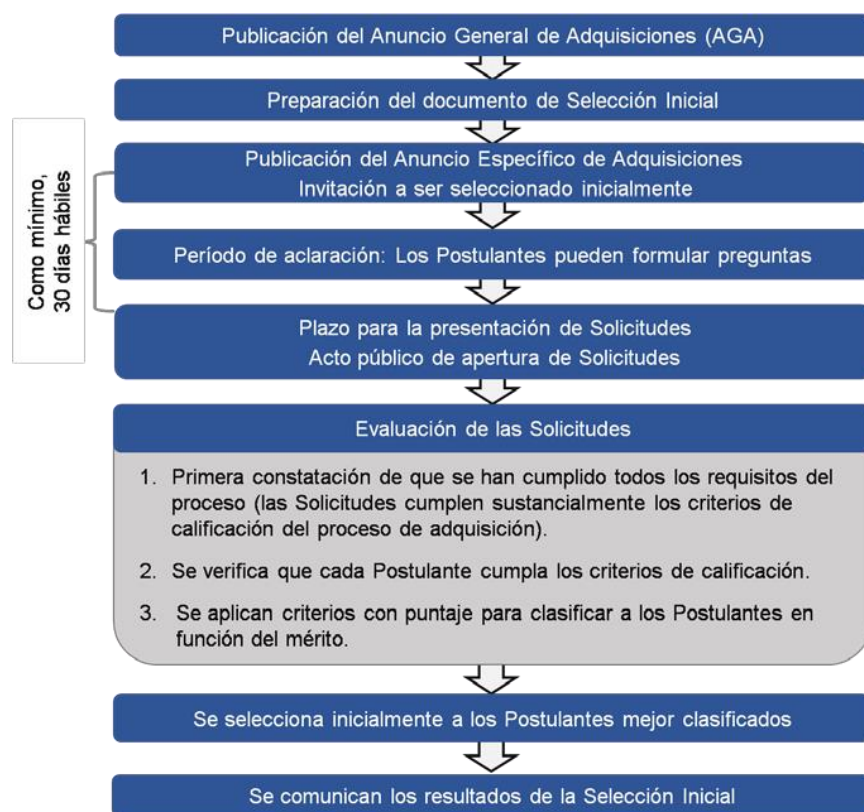 Publicación del Anuncio General de Adquisiciones (AGA)
Preparación del documento de Selección Inicial
Como mínimo,
30 días hábiles
Publicación del Anuncio Específico de Adquisiciones
Invitación a ser seleccionado inicialmente
Período de aclaración: Los Postulantes pueden formular preguntas
Plazo para la presentación de Solicitudes
Acto público de apertura de Solicitudes
Evaluación de las Solicitudes
1. Primera constatación de que se han cumplido todos los requisitos del
proceso (las Solicitudes cumplen sustancialmente los criterios de
calificación del proceso de adquisición).
2. Se verifica que cada Postulante cumpla los criterios de calificación.
3. Se aplican criterios con puntaje para clasificar a los Postulantes en
función del mérito.
Se selecciona inicialmente a los Postulantes mejor clasificados
Se comunican los resultados de la Selección Inicial